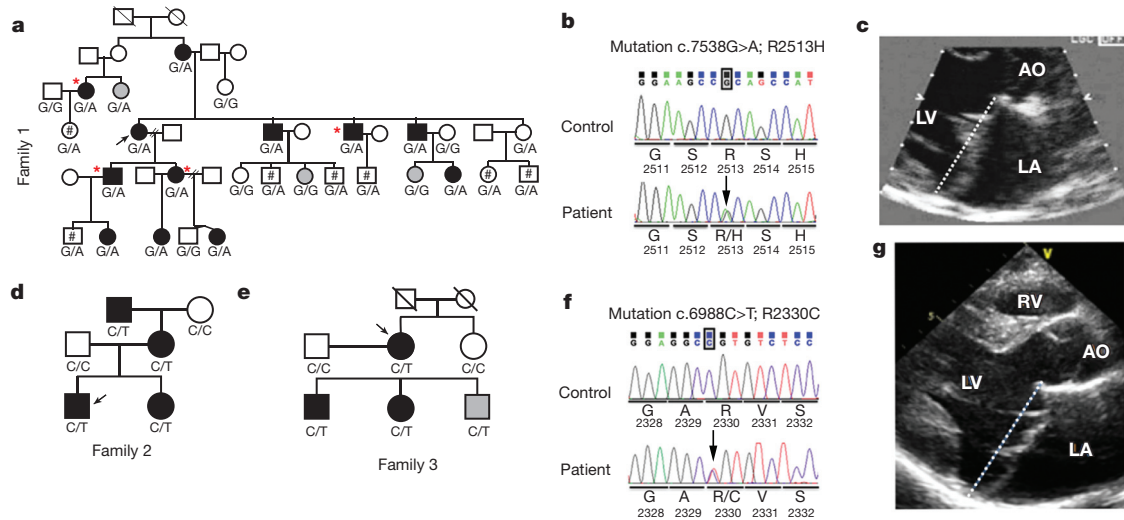 a
Family 1
G/A
G/G G/A G/A
G/G
G/A
G/A G/A G/A G/A
G/G G/A G/G G/A G/A G/G G/A G/A G/A
G/A G/A
G/A G/A G/A G/G G/A
b
Mutation c.7538G>A; R2513H
G G A A G C C G C A G C C A T
Control
G S R S H
2511 2512 2513 2514 2515
Patient
G S R/H S H
2511 2512 2513 2514 2515
c
AO
LV
LA
d
C/T C/C
C/C C/T
C/T C/T
Family 2
e
C/C C/T C/C
C/T C/T C/T
Family 3
f
Mutation c.6988C>T; R2330C
G G A G G C C G T G T C T C C
Control
G A R V S
2328 2329 2330 2331 2332
Patient
G A R/C V S
2328 2329 2330 2331 2332
g
V
5
RV
AO
LV
LA